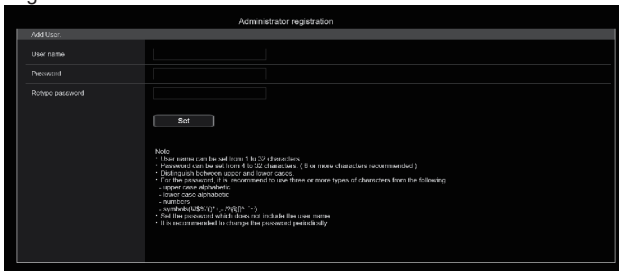 Administrator registration
Add User.
User name
Password
Retype password
Set
Note
・User name can be set from 1 to 32 characters.
・Password can be set from 4 to 32 characters. ( 8 or more characters recommended )
・Distinguish between upper and lower cases.
・For the password, it is recommend to use three or more types of characters from the following
- upper case alphabetic
- lower case alphabetic
- numbers
- symbols
・Set the password which does not include the user name
・It is recommended to change the password periodically